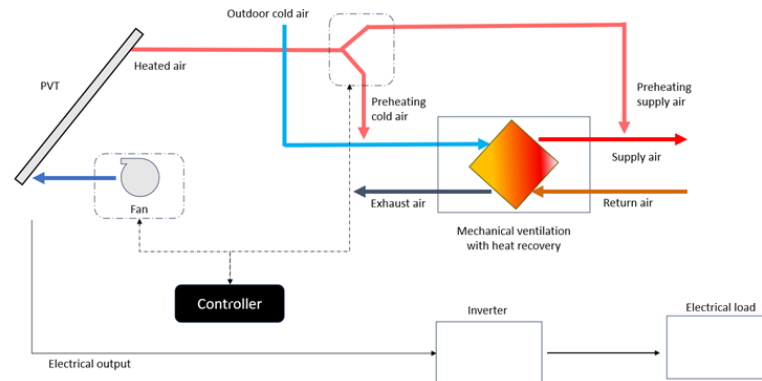 Outdoor cold air
Heated air
PVT
Preheating
cold air
Preheating
supply air
Supply air
Fan
Exhaust air
Return air
Mechanical ventilation
with heat recovery
Controller
Inverter
Electrical load
Electrical output